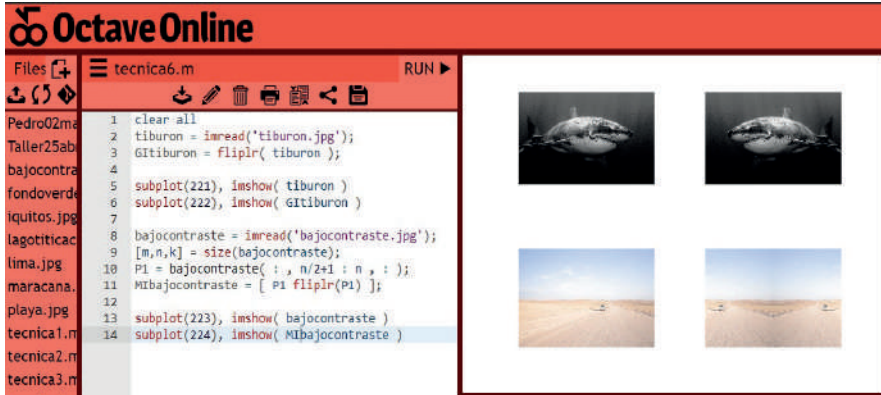 Octave Online
Files
tecnica6.m
RUN
Pedro02ma
Taller25ab
bajocontra
fondoverd
iquitos.jpg
lagotiticac
lima.jpg
maracana.
playa.jpg
tecnica1.m
tecnica2.m
tecnica3.m
1 clear all
2 tiburon = imread('tiburon.jpg');
3 GItiburon = fliplr( tiburon );
4
5 subplot(221), imshow( tiburon )
6 subplot(222), imshow( GItiburon )
7
8 bajocontraste = imread('bajocontraste.jpg');
9 [m,n,k] = size(bajocontraste);
10 P1 = bajocontraste( : , n/2+1 : n , : );
11 MIbajocontraste = [ P1 fliplr(P1) ];
12
13 subplot(223), imshow( bajocontraste )
14 subplot(224), imshow( MIbajocontraste )